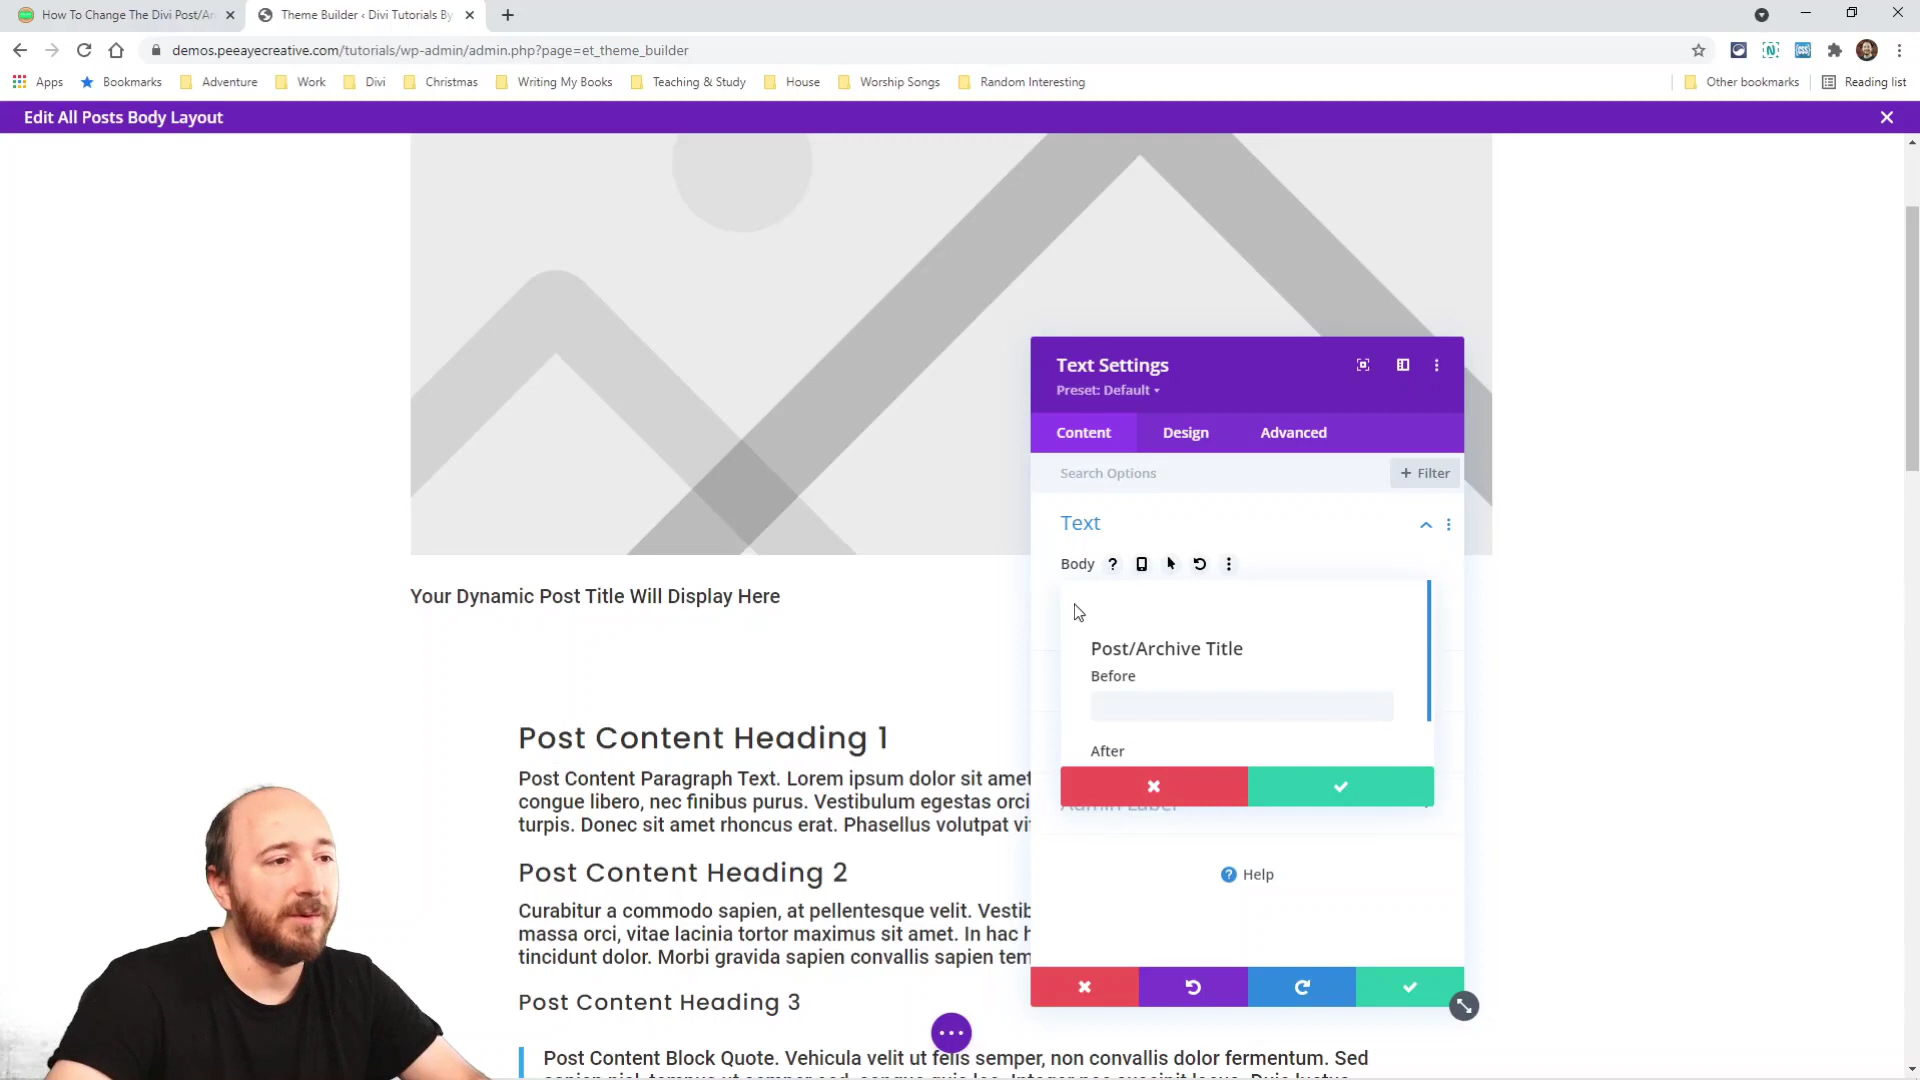 How To Change The Divi Post/Ar
Theme Builder ‹ Divi Tutorials By
demos.peeayecreative.com/tutorials/wp-admin/admin.php?page=et_theme_builder
Apps
Bookmarks
Adventure
Work
Divi
Christmas
Writing My Books
Teaching & Study
House
Worship Songs
Random Interesting
Other bookmarks
Reading list
Edit All Posts Body Layout
Text Settings
Preset: Default
Content
Design
Advanced
Search Options
+ Filter
Text
Body
Your Dynamic Post Title Will Display Here
Post/Archive Title
Before
After
Admin Label
Help
Post Content Heading 1
Post Content Paragraph Text. Lorem ipsum dolor sit amet
congue libero, nec finibus purus. Vestibulum egestas orci
turpis. Donec sit amet rhoncus erat. Phasellus volutpat vi
Post Content Heading 2
Curabitur a commodo sapien, at pellentesque velit. Vestib
massa orci, vitae lacinia tortor maximus sit amet. In hac h
tincidunt dolor. Morbi gravida sapien convallis sapien tem
Post Content Heading 3
Post Content Block Quote. Vehicula velit ut felis semper, non convallis dolor fermentum. Sed